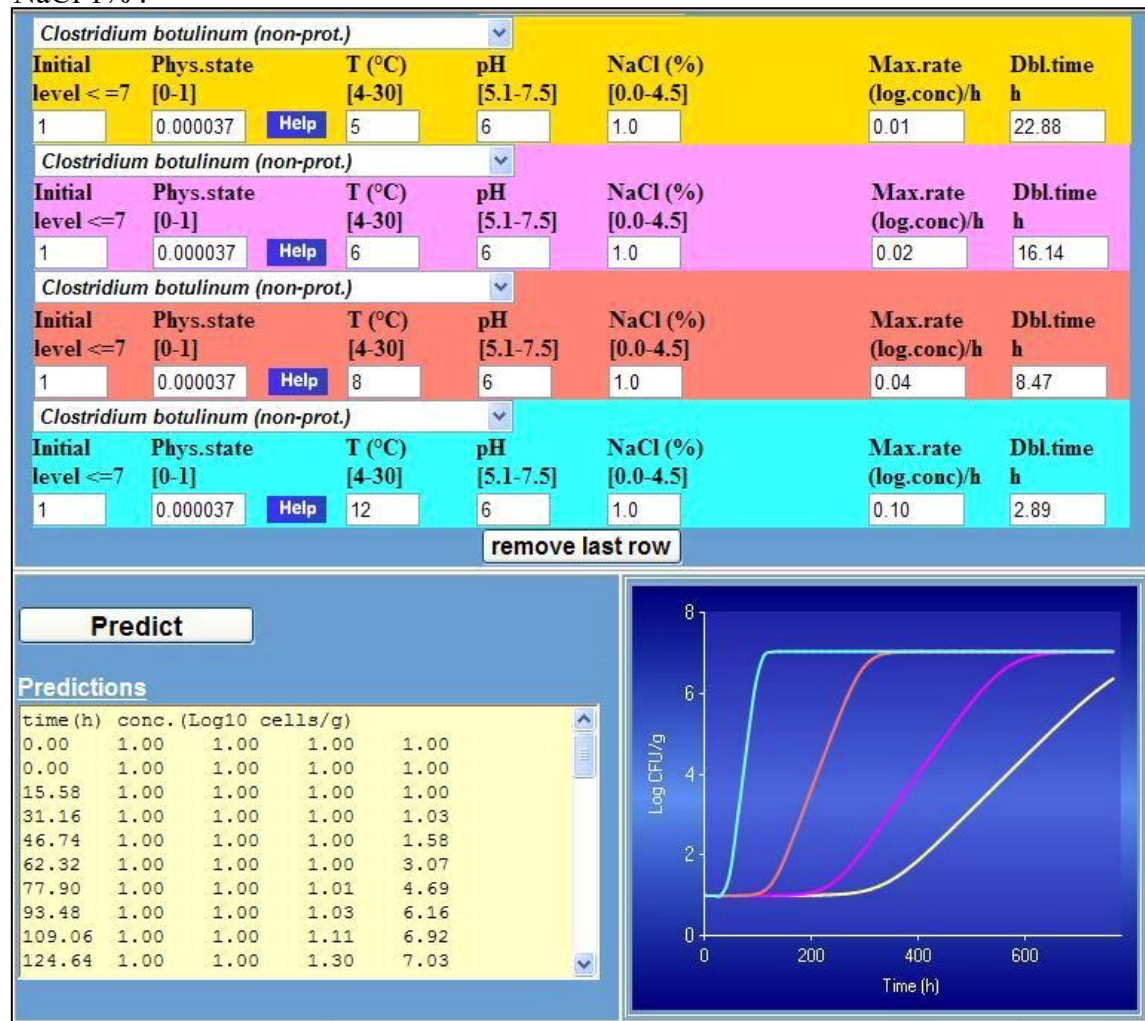 NaCl 1% .
Clostridium botulinum (non-prot.)
Initial Phys.state T (°C) pH NaCl (%) Max.rate Dbl.time
level < =7 [0-1] [4-30] [5.1-7.5] [0.0-4.5] (log.conc)/h h
1 0.000037 Help 5 6 1.0 0.01 22.88
Clostridium botulinum (non-prot.)
Initial Phys.state T (°C) pH NaCl (%) Max.rate Dbl.time
level <=7 [0-1] [4-30] [5.1-7.5] [0.0-4.5] (log.conc)/h h
1 0.000037 Help 6 6 1.0 0.02 16.14
Clostridium botulinum (non-prot.)
Initial Phys.state T (°C) pH NaCl (%) Max.rate Dbl.time
level <=7 [0-1] [4-30] [5.1-7.5] [0.0-4.5] (log.conc)/h h
1 0.000037 Help 8 6 1.0 0.04 8.47
Clostridium botulinum (non-prot.)
Initial Phys.state T (°C) pH NaCl (%) Max.rate Dbl.time
level <=7 [0-1] [4-30] [5.1-7.5] [0.0-4.5] (log.conc)/h h
1 0.000037 Help 12 6 1.0 0.10 2.89
remove last row
Predict
Predictions
time(h) conc.(Log10 cells/g)
0.00 1.00 1.00 1.00 1.00
0.00 1.00 1.00 1.00 1.00
15.58 1.00 1.00 1.00 1.00
31.16 1.00 1.00 1.00 1.03
46.74 1.00 1.00 1.00 1.58
62.32 1.00 1.00 1.00 3.07
77.90 1.00 1.00 1.01 4.69
93.48 1.00 1.00 1.03 6.16
109.06 1.00 1.00 1.11 6.92
124.64 1.00 1.00 1.30 7.03
8
6
4
2
0
Log CFU/g
0 200 400 600
Time (h)